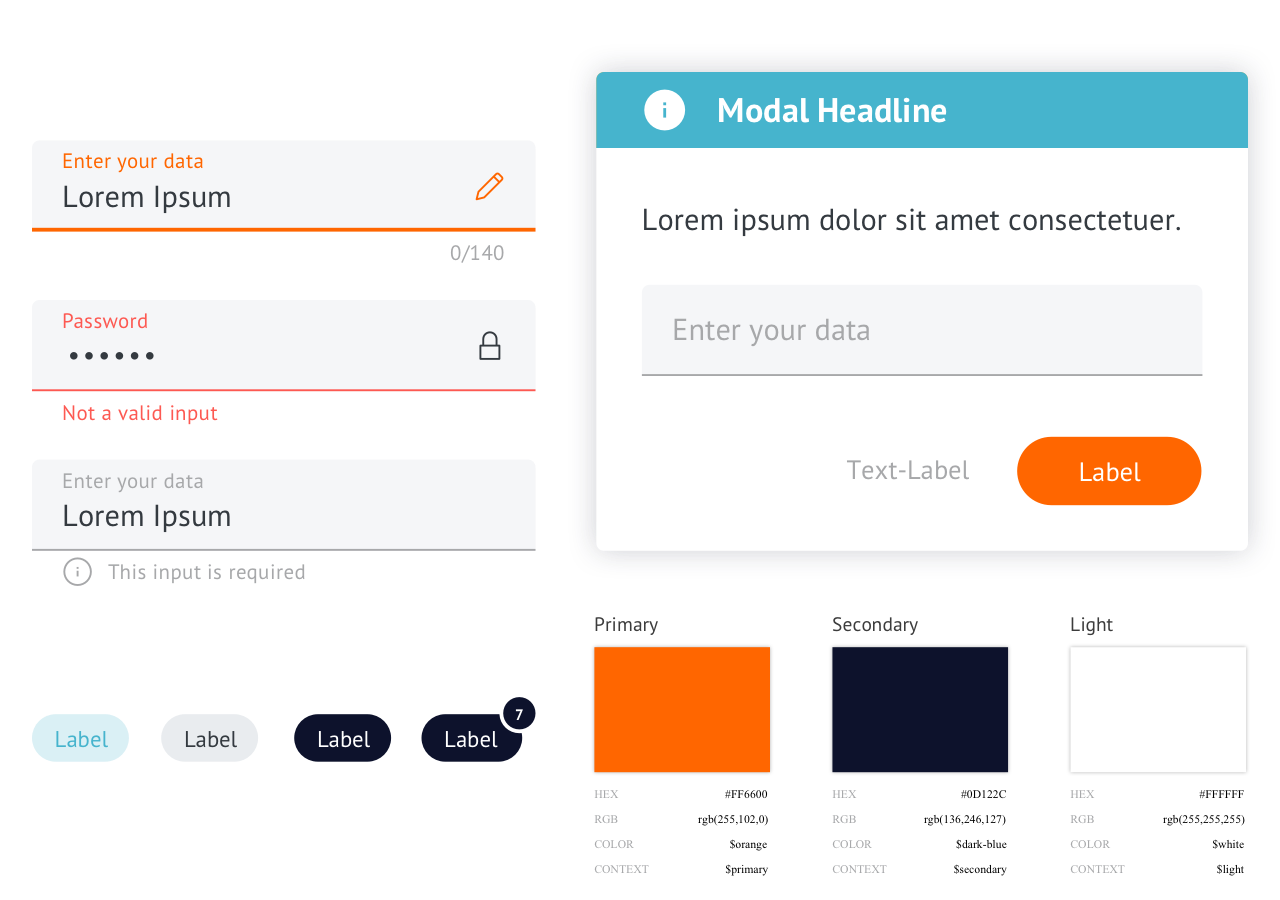 Enter your data
Lorem Ipsum
0/140
Password
••••••
Not a valid input
Enter your data
Lorem Ipsum
i This input is required
Label Label Label Label 7
i Modal Headline
Lorem ipsum dolor sit amet consectetuer.
Enter your data
Text-Label Label
Primary
HEX #FF6600
RGB rgb(255,102,0)
COLOR $orange
CONTEXT $primary
Secondary
HEX #0D122C
RGB rgb(136,246,127)
COLOR $dark-blue
CONTEXT $secondary
Light
HEX #FFFFFF
RGB rgb(255,255,255)
COLOR $white
CONTEXT $light